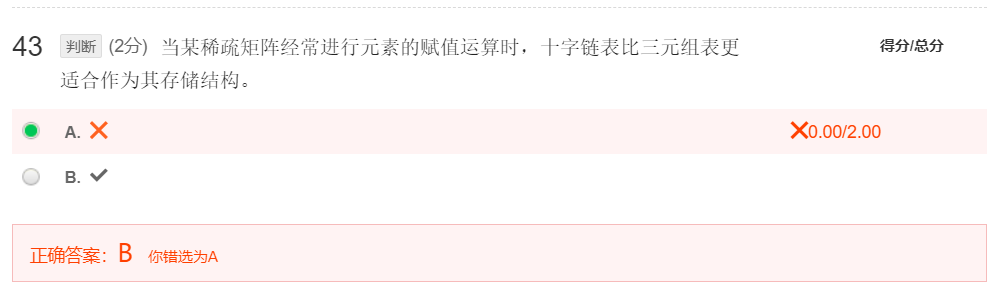 43 判断 (2分) 当某稀疏矩阵经常进行元素的赋值运算时，十字链表比三元组表更 得分/总分
适合作为其存储结构。
A. ✕ ✕0.00/2.00
B. ✓
正确答案：B 你错选为A